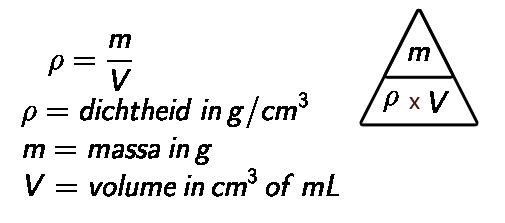 ρ = m/V
ρ = dichtheid in g/cm³
m = massa in g
V = volume in cm³ of mL
m
ρ x V